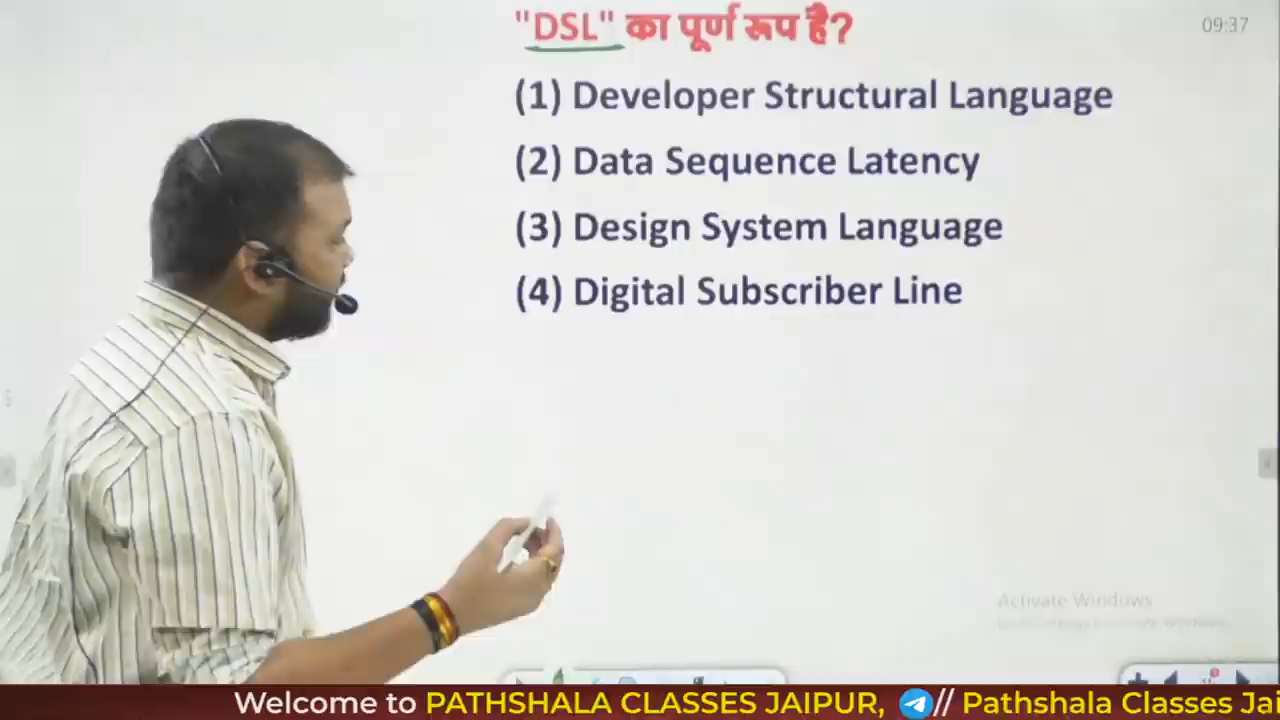 "DSL" का पूर्ण रूप है?
09:37
(1) Developer Structural Language
(2) Data Sequence Latency
(3) Design System Language
(4) Digital Subscriber Line
Activate Windows
Welcome to PATHSHALA CLASSES JAIPUR, // Pathshala Classes Jai